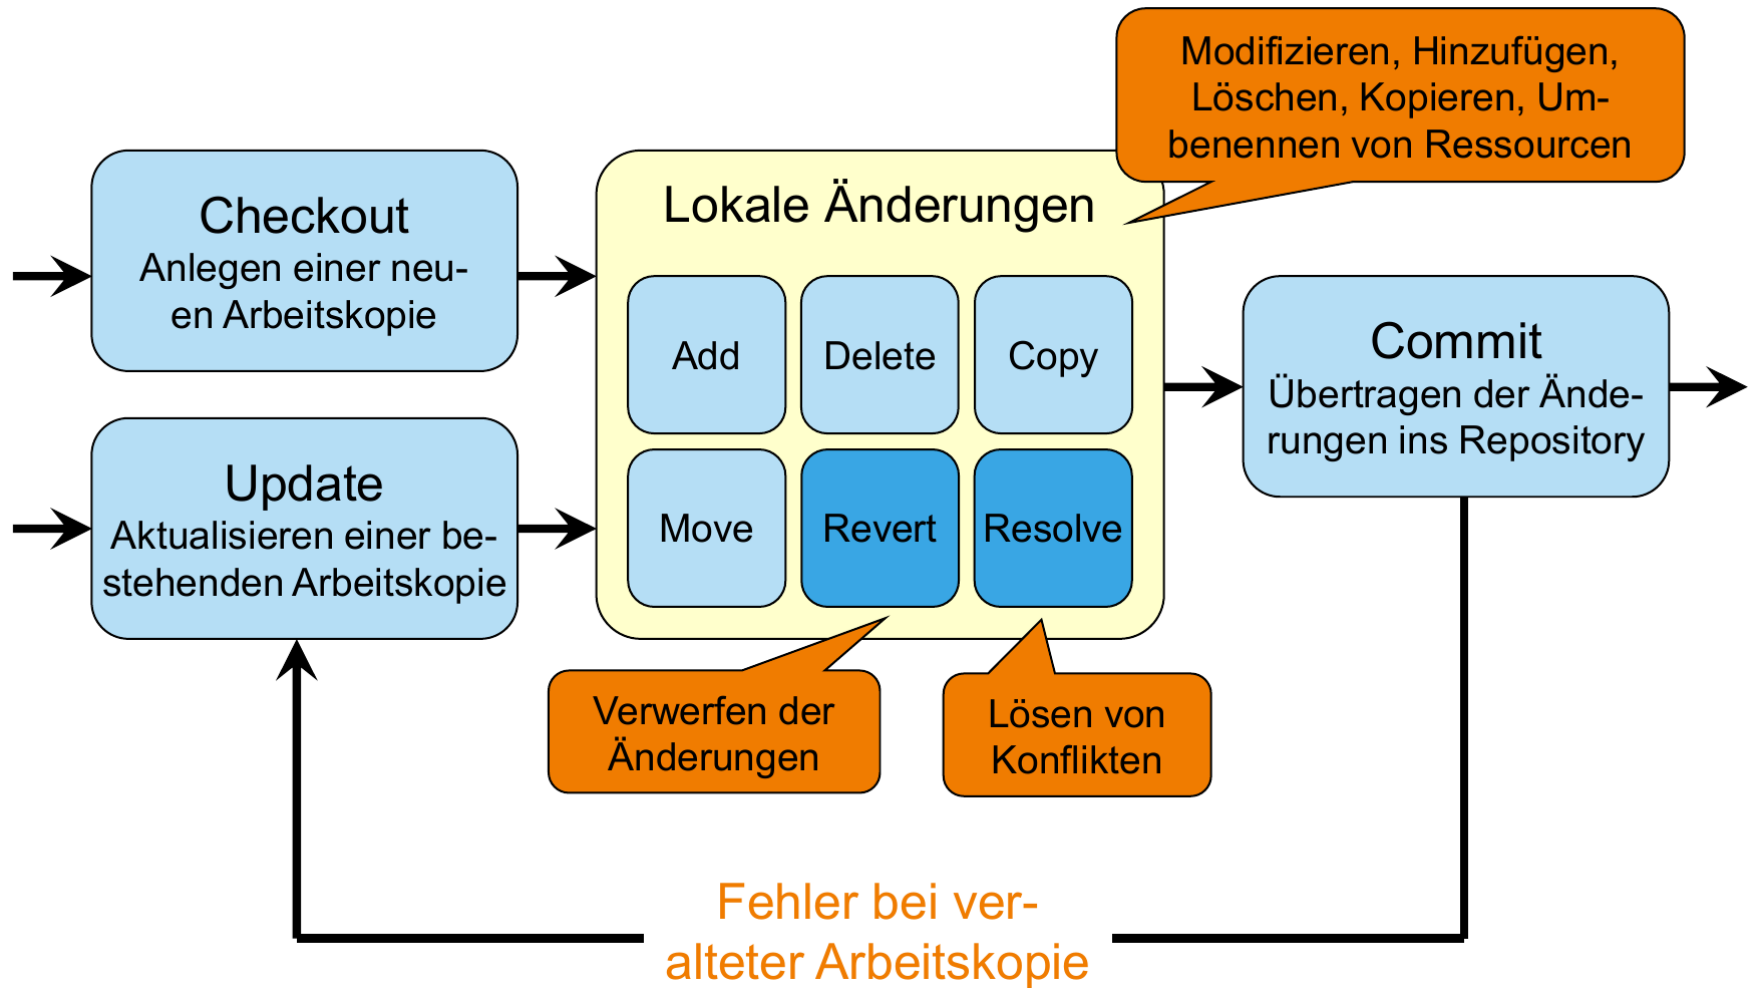 Modifizieren, Hinzufügen,
Löschen, Kopieren, Um-
benennen von Ressourcen
Checkout
Anlegen einer neu-
en Arbeitskopie
Update
Aktualisieren einer be-
stehenden Arbeitskopie
Lokale Änderungen
Add
Delete
Copy
Move
Revert
Resolve
Commit
Übertragen der Ände-
rungen ins Repository
Verwerfen der
Änderungen
Lösen von
Konflikten
Fehler bei ver-
alteter Arbeitskopie